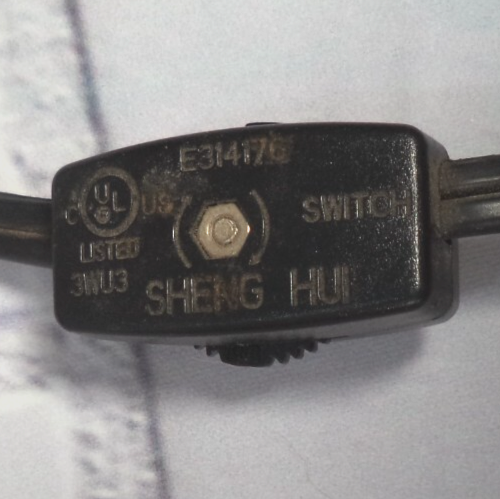 E314176
C UL US
SWITCH
LISTED
3WU3
SHENG HUI